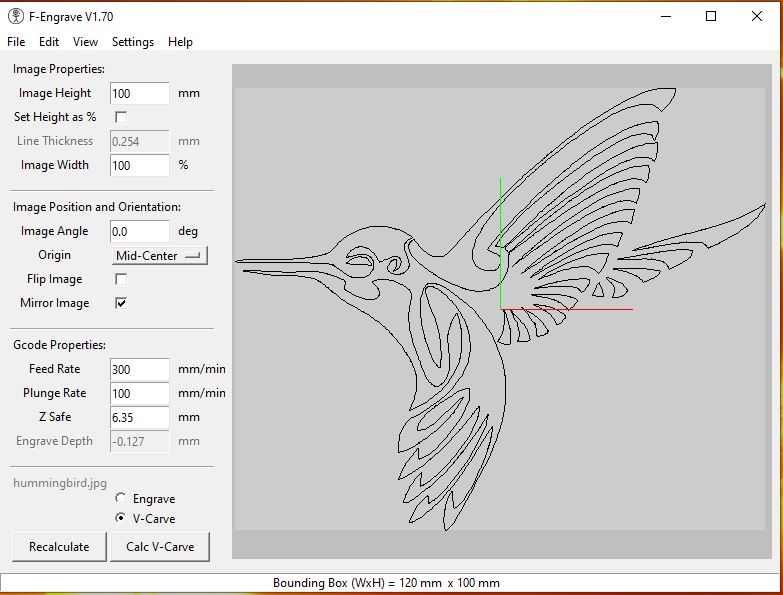 F-Engrave V1.70
File Edit View Settings Help
Image Properties:
Image Height 100 mm
Set Height as %
Line Thickness 0.254 mm
Image Width 100 %
Image Position and Orientation:
Image Angle 0.0 deg
Origin Mid-Center
Flip Image
Mirror Image
Gcode Properties:
Feed Rate 300 mm/min
Plunge Rate 100 mm/min
Z Safe 6.35 mm
Engrave Depth -0.127 mm
hummingbird.jpg
Engrave
V-Carve
Recalculate Calc V-Carve
Bounding Box (WxH) = 120 mm x 100 mm